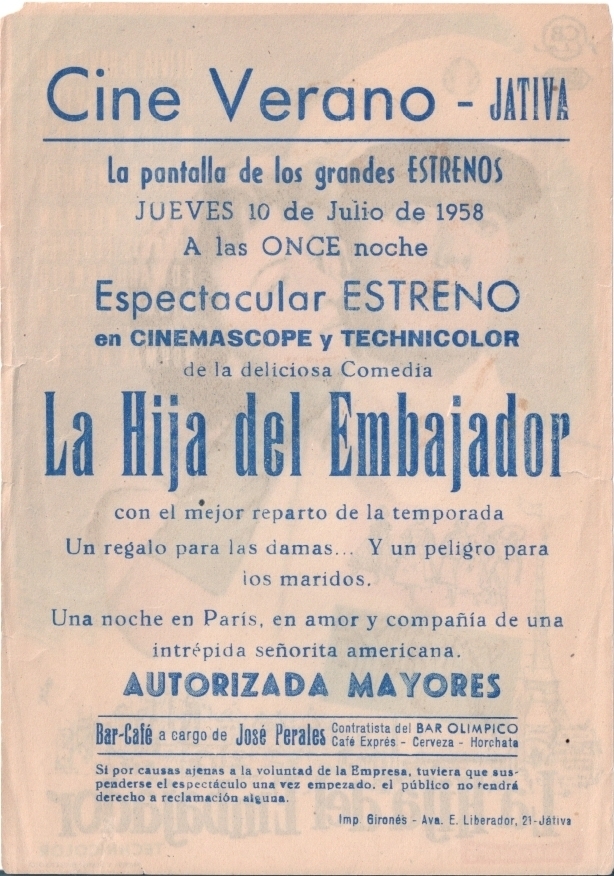 Cine Verano - JATIVA
La pantalla de los grandes ESTRENOS
JUEVES 10 de Julio de 1958
A las ONCE noche
Espectacular ESTRENO
en CINEMASCOPE y TECHNICOLOR
de la deliciosa Comedia
La Hija del Embajador
con el mejor reparto de la temporada
Un regalo para las damas... Y un peligro para
los maridos.
Una noche en París, en amor y compañía de una
intrépida señorita americana.
AUTORIZADA MAYORES
Bar-Café a cargo de José Perales Contratista del BAR OLIMPICO
Café Exprés - Cerveza - Horchata
Si por causas ajenas a la voluntad de la Empresa, tuviera que sus-
penderse el espectáculo una vez empezado, el público no tendrá
derecho a reclamación alguna.
Imp. Gironés - Ava. E. Liberador, 21-Játiva